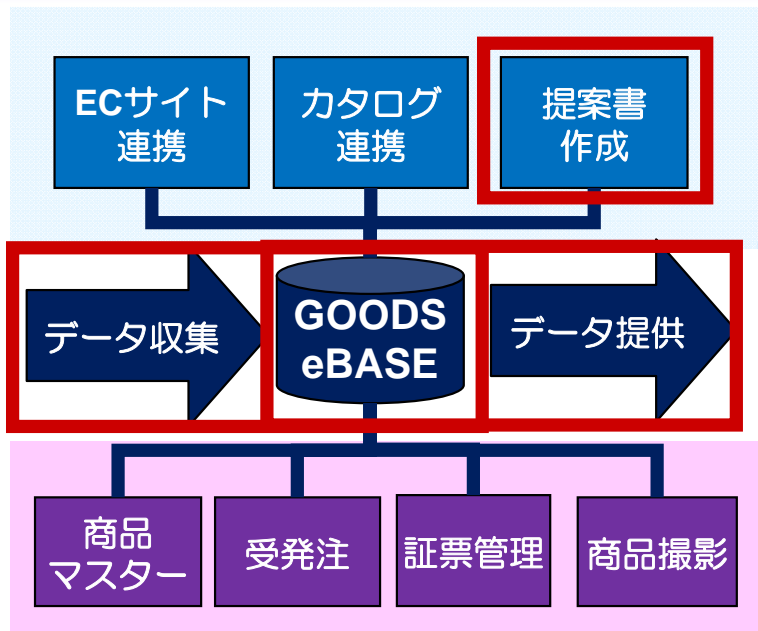 ECサイト
連携
カタログ
連携
提案書
作成
データ収集
GOODS
eBASE
データ提供
商品
マスター
受発注
証票管理
商品撮影